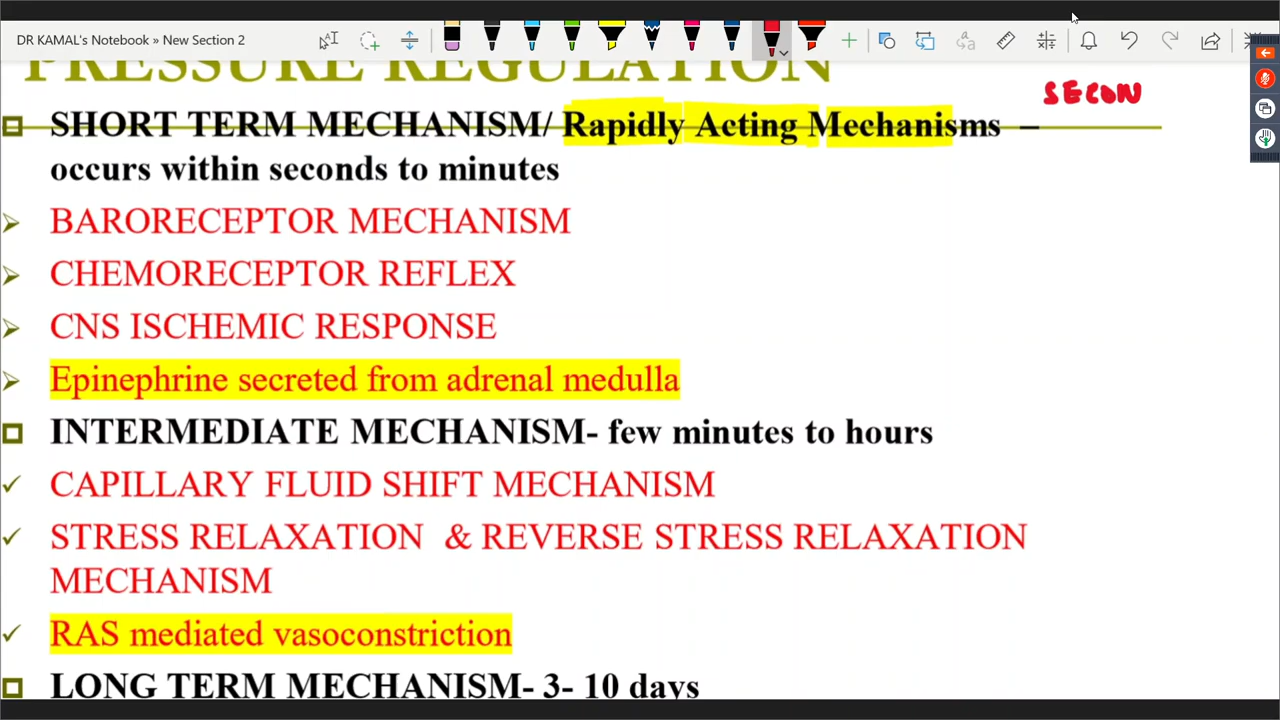 DR KAMAL's Notebook » New Section 2
PRESSURE REGULATION
SECON
SHORT TERM MECHANISM/ Rapidly Acting Mechanisms –
occurs within seconds to minutes
BARORECEPTOR MECHANISM
CHEMORECEPTOR REFLEX
CNS ISCHEMIC RESPONSE
Epinephrine secreted from adrenal medulla
INTERMEDIATE MECHANISM- few minutes to hours
CAPILLARY FLUID SHIFT MECHANISM
STRESS RELAXATION & REVERSE STRESS RELAXATION
MECHANISM
RAS mediated vasoconstriction
LONG TERM MECHANISM- 3- 10 days